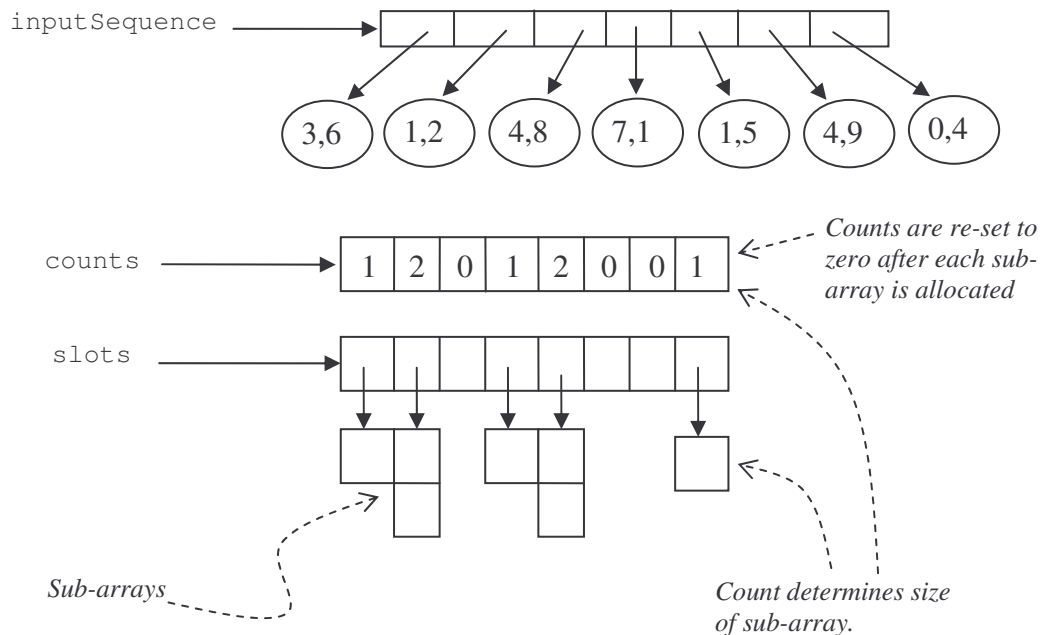 inputSequence
3,6 1,2 4,8 7,1 1,5 4,9 0,4
Counts are re-set to
zero after each sub-
array is allocated
counts
1 2 0 1 2 0 0 1
slots
Sub-arrays
Count determines size
of sub-array.